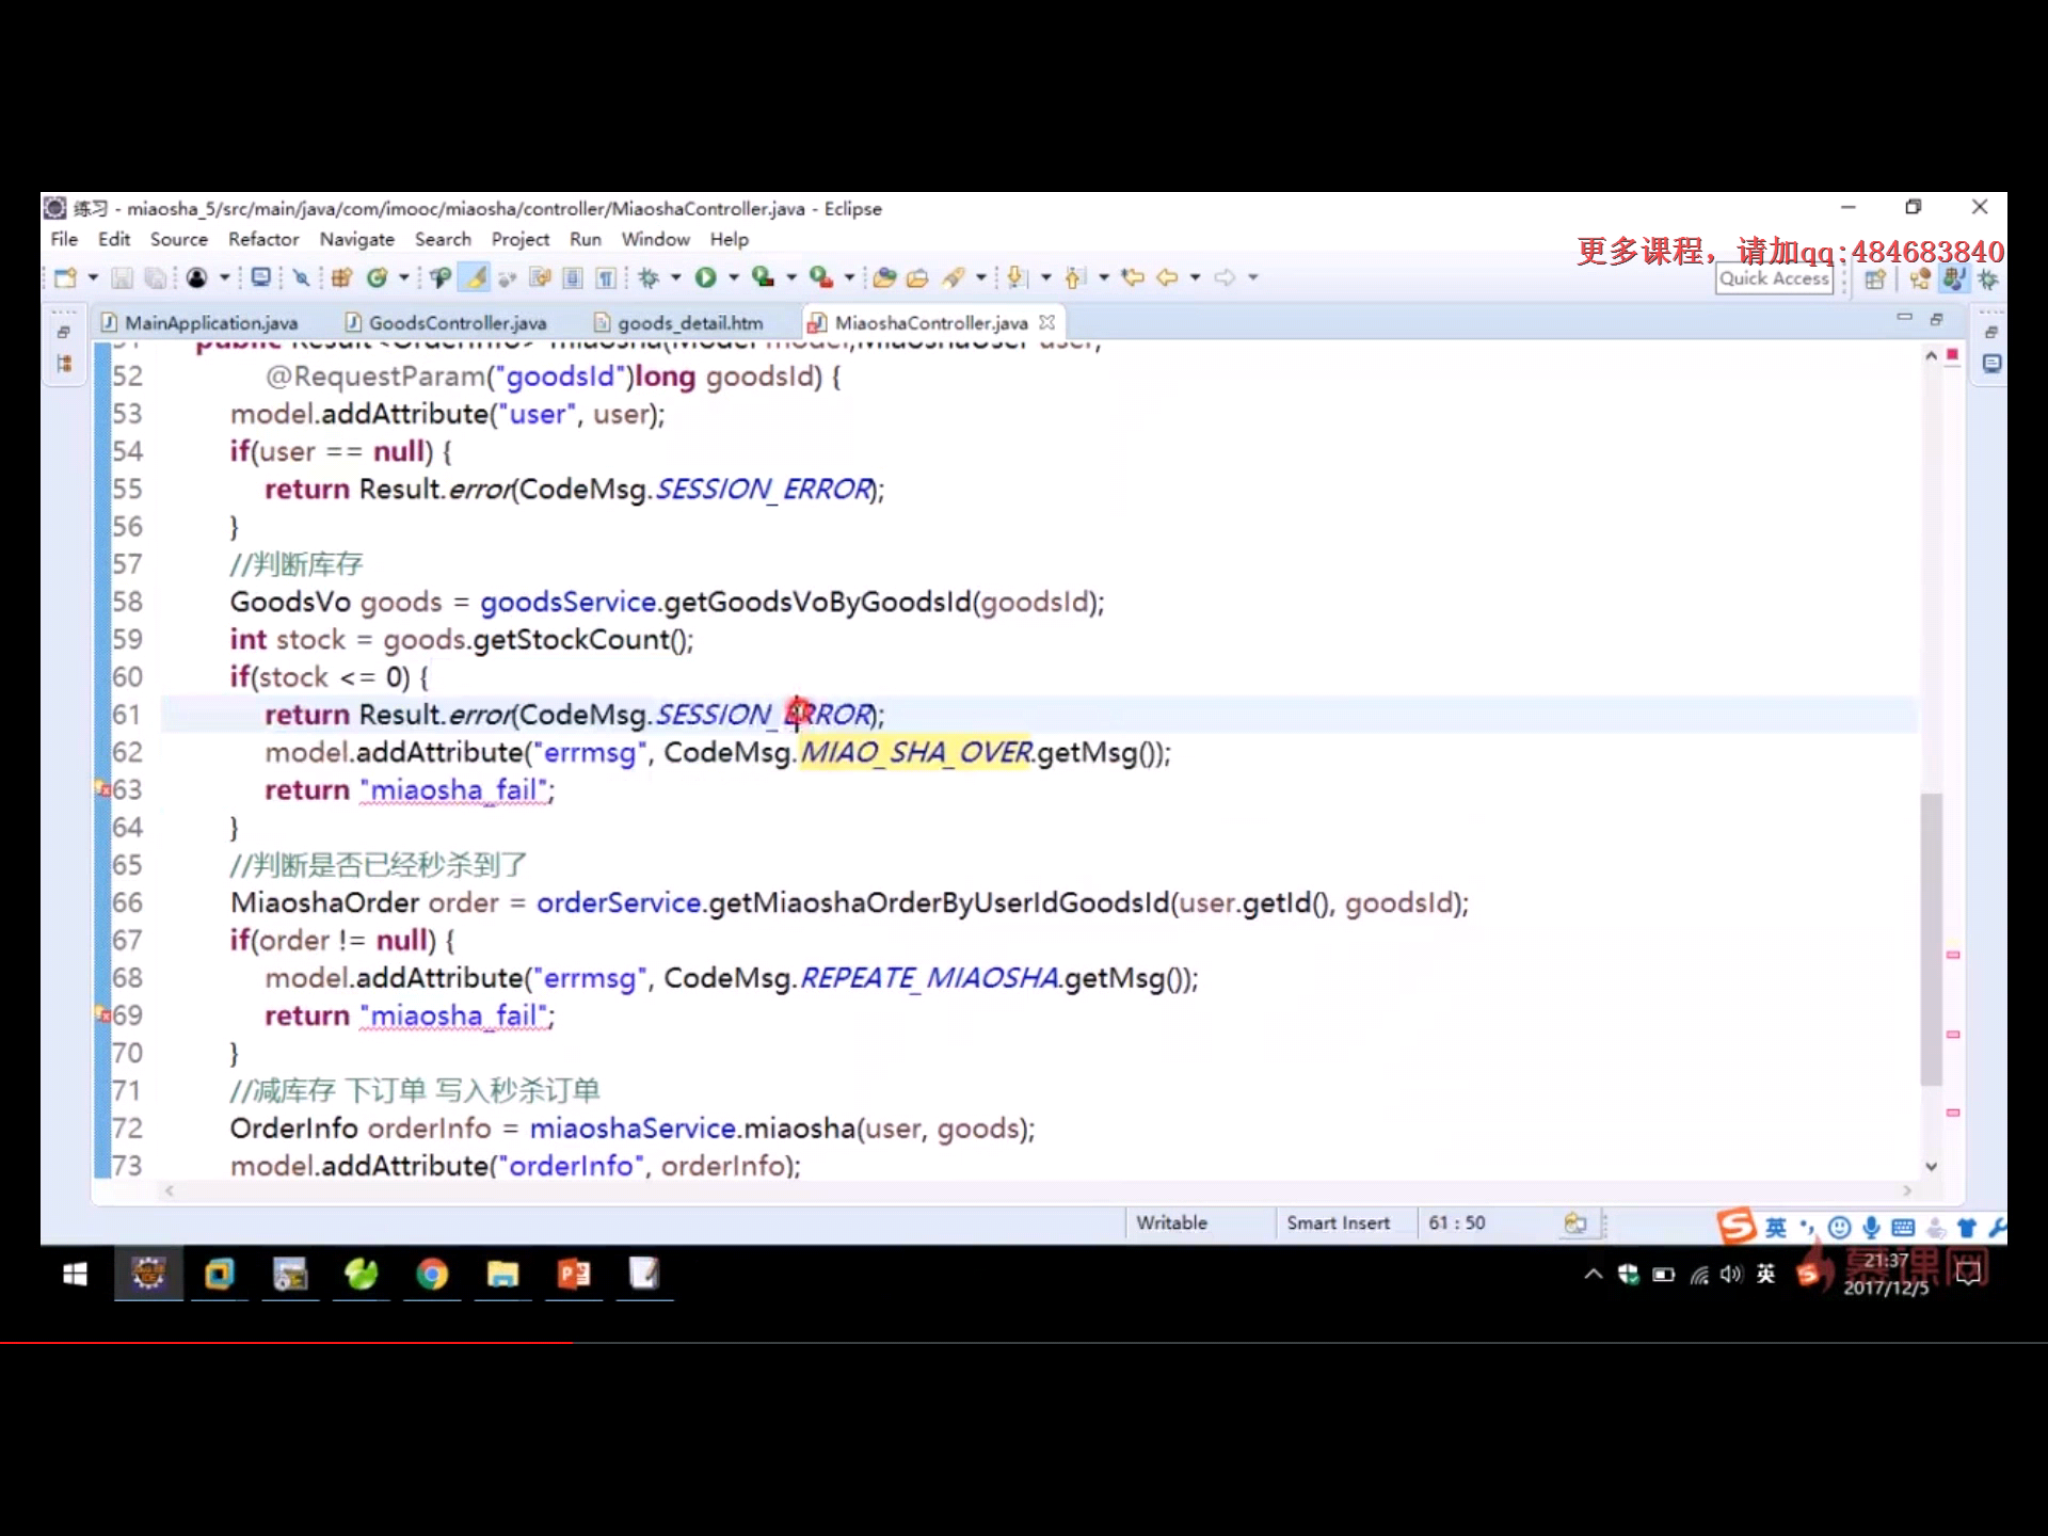 练习 - miaosha_5/src/main/java/com/imooc/miaosha/controller/MiaoshaController.java - Eclipse
File Edit Source Refactor Navigate Search Project Run Window Help
更多课程，请加qq:484683840
Quick Access
MainApplication.java GoodsController.java goods_detail.htm MiaoshaController.java
51 public Result<OrderInfo> miaosha(Model model,MiaoshaUser user,
52 @RequestParam("goodsId")long goodsId) {
53 model.addAttribute("user", user);
54 if(user == null) {
55 return Result.error(CodeMsg.SESSION_ERROR);
56 }
57 //判断库存
58 GoodsVo goods = goodsService.getGoodsVoByGoodsId(goodsId);
59 int stock = goods.getStockCount();
60 if(stock <= 0) {
61 return Result.error(CodeMsg.SESSION_ERROR);
62 model.addAttribute("errmsg", CodeMsg.MIAO_SHA_OVER.getMsg());
63 return "miaosha_fail";
64 }
65 //判断是否已经秒杀到了
66 MiaoshaOrder order = orderService.getMiaoshaOrderByUserIdGoodsId(user.getId(), goodsId);
67 if(order != null) {
68 model.addAttribute("errmsg", CodeMsg.REPEATE_MIAOSHA.getMsg());
69 return "miaosha_fail";
70 }
71 //减库存 下订单 写入秒杀订单
72 OrderInfo orderInfo = miaoshaService.miaosha(user, goods);
73 model.addAttribute("orderInfo", orderInfo);
Writable Smart Insert 61 : 50
英
英 21:37
慕课网
2017/12/5